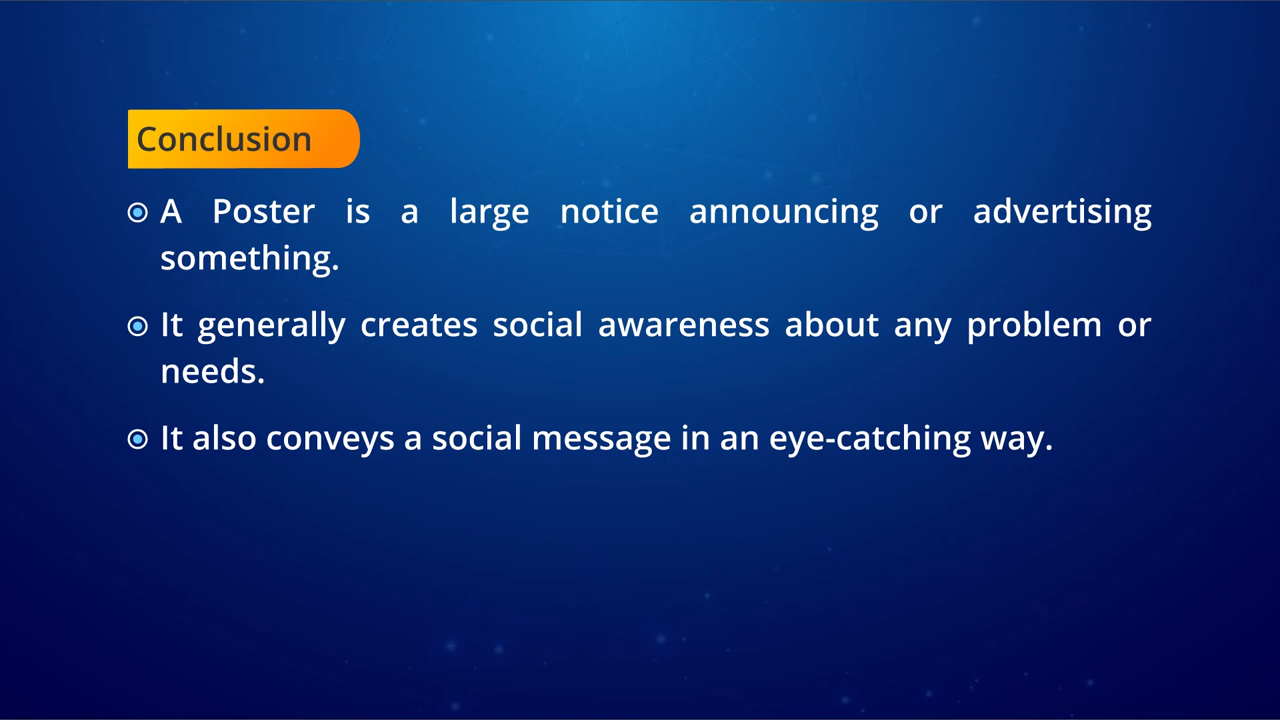 Conclusion
A Poster is a large notice announcing or advertising
something.
It generally creates social awareness about any problem or
needs.
It also conveys a social message in an eye-catching way.